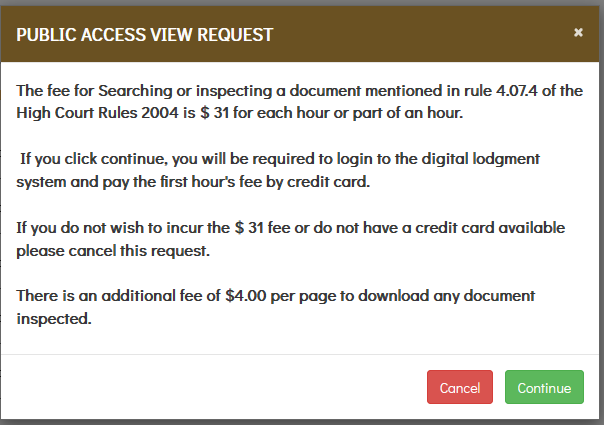 PUBLIC ACCESS VIEW REQUEST ×
The fee for Searching or inspecting a document mentioned in rule 4.07.4 of the
High Court Rules 2004 is $ 31 for each hour or part of an hour.
If you click continue, you will be required to login to the digital lodgment
system and pay the first hour's fee by credit card.
If you do not wish to incur the $ 31 fee or do not have a credit card available
please cancel this request.
There is an additional fee of $4.00 per page to download any document
inspected.
Cancel Continue